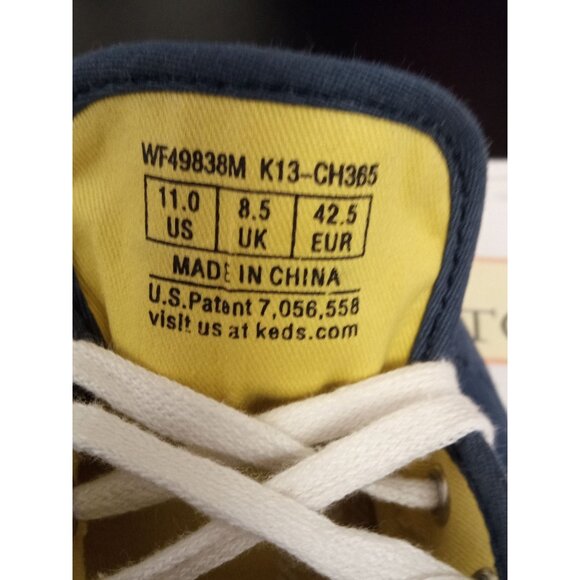 WF49838M K13-CH365
11.0 8.5 42.5
US UK EUR
MADE IN CHINA
U.S.Patent 7,056,558
visit us at keds.com